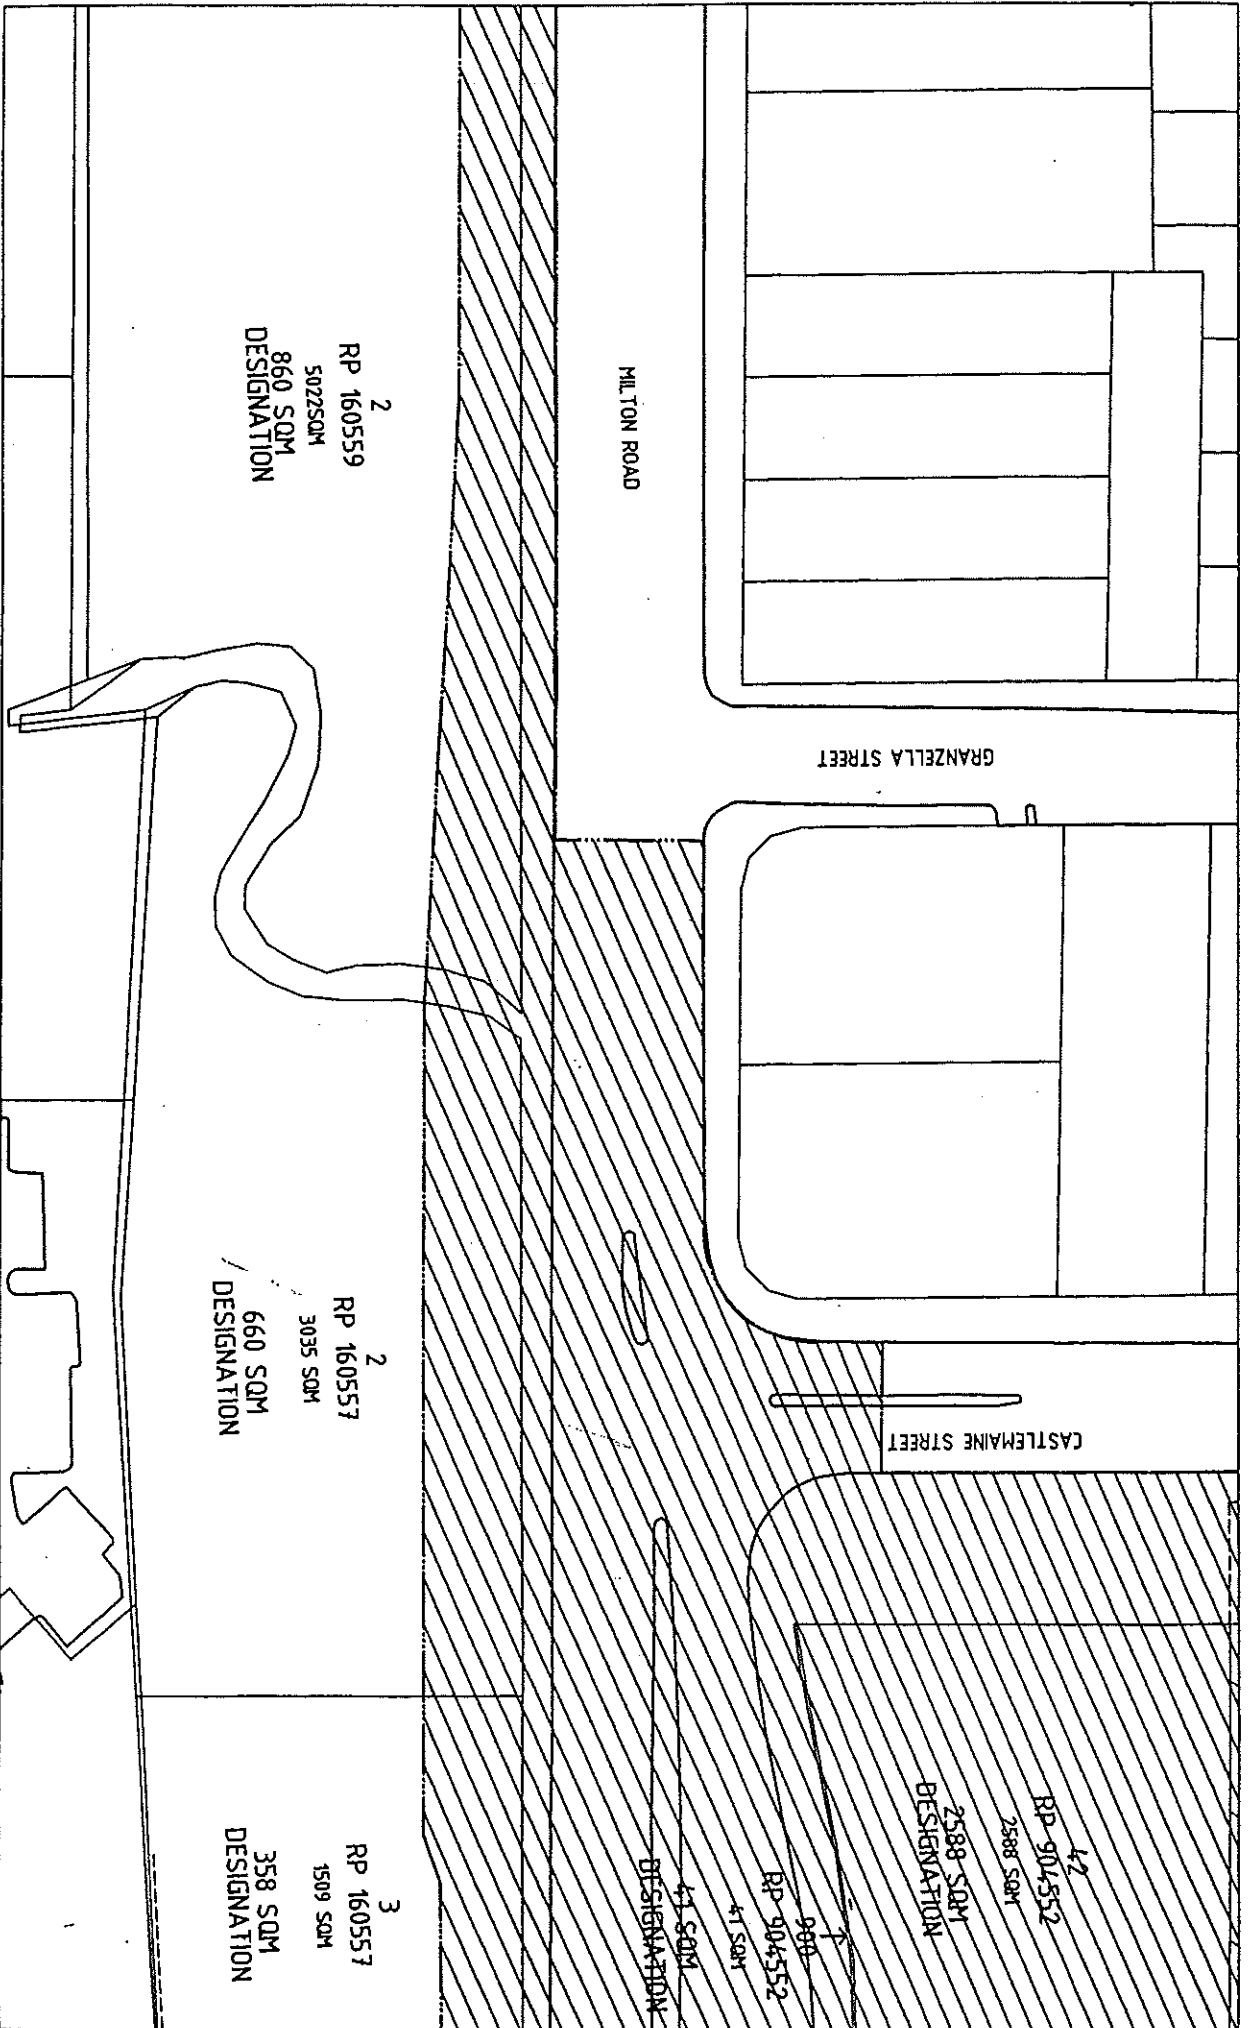 MILTON ROAD
GRANZELLA STREET
CASTLEMAINE STREET
2
RP 160559
5022SQM
860 SQM
DESIGNATION
2
RP 160557
3035 SQM
660 SQM
DESIGNATION
3
RP 160557
1509 SQM
358 SQM
DESIGNATION
42
RP 904552
2588 SQM
2588 SQM
DESIGNATION
900
RP 904552
41 SQM
41 SQM
DESIGNATION